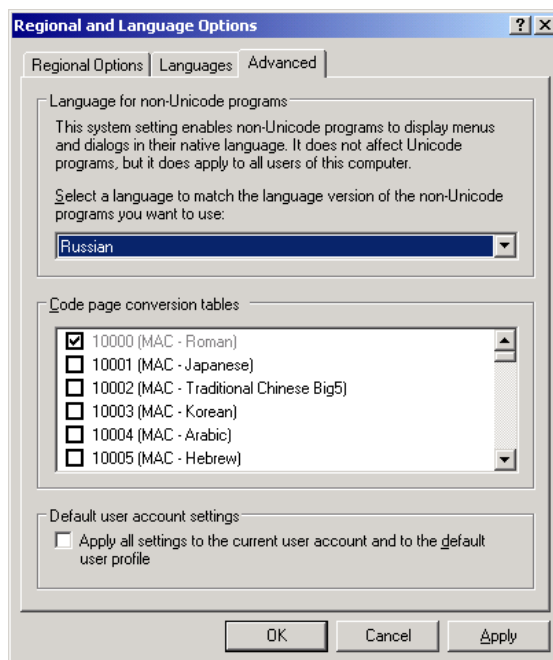 Regional and Language Options
Regional Options
Languages
Advanced
Language for non-Unicode programs
This system setting enables non-Unicode programs to display menus
and dialogs in their native language. It does not affect Unicode
programs, but it does apply to all users of this computer.
Select a language to match the language version of the non-Unicode
programs you want to use:
Russian
Code page conversion tables
10000 (MAC - Roman)
10001 (MAC - Japanese)
10002 (MAC - Traditional Chinese Big5)
10003 (MAC - Korean)
10004 (MAC - Arabic)
10005 (MAC - Hebrew)
Default user account settings
Apply all settings to the current user account and to the default
user profile
OK
Cancel
Apply